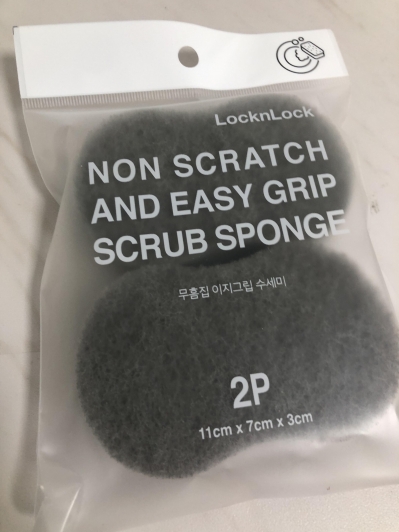 LocknLock
NON SCRATCH
AND EASY GRIP
SCRUB SPONGE
무흠집 이지그립 수세미
2P
11cm x 7cm x 3cm